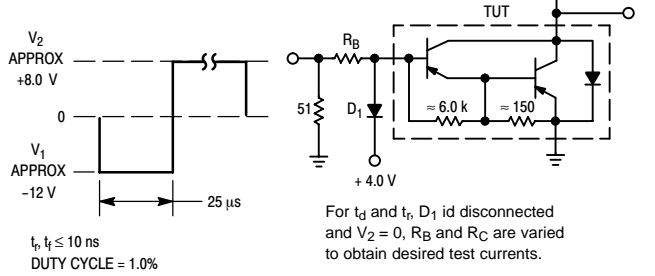 V2
APPROX
+8.0 V
0
V1
APPROX
−12 V
25 µs
tr, tf ≤ 10 ns
DUTY CYCLE = 1.0%
TUT
RB
51
D1
≈ 6.0 k
≈ 150
+ 4.0 V
For td and tr, D1 id disconnected
and V2 = 0, RB and RC are varied
to obtain desired test currents.